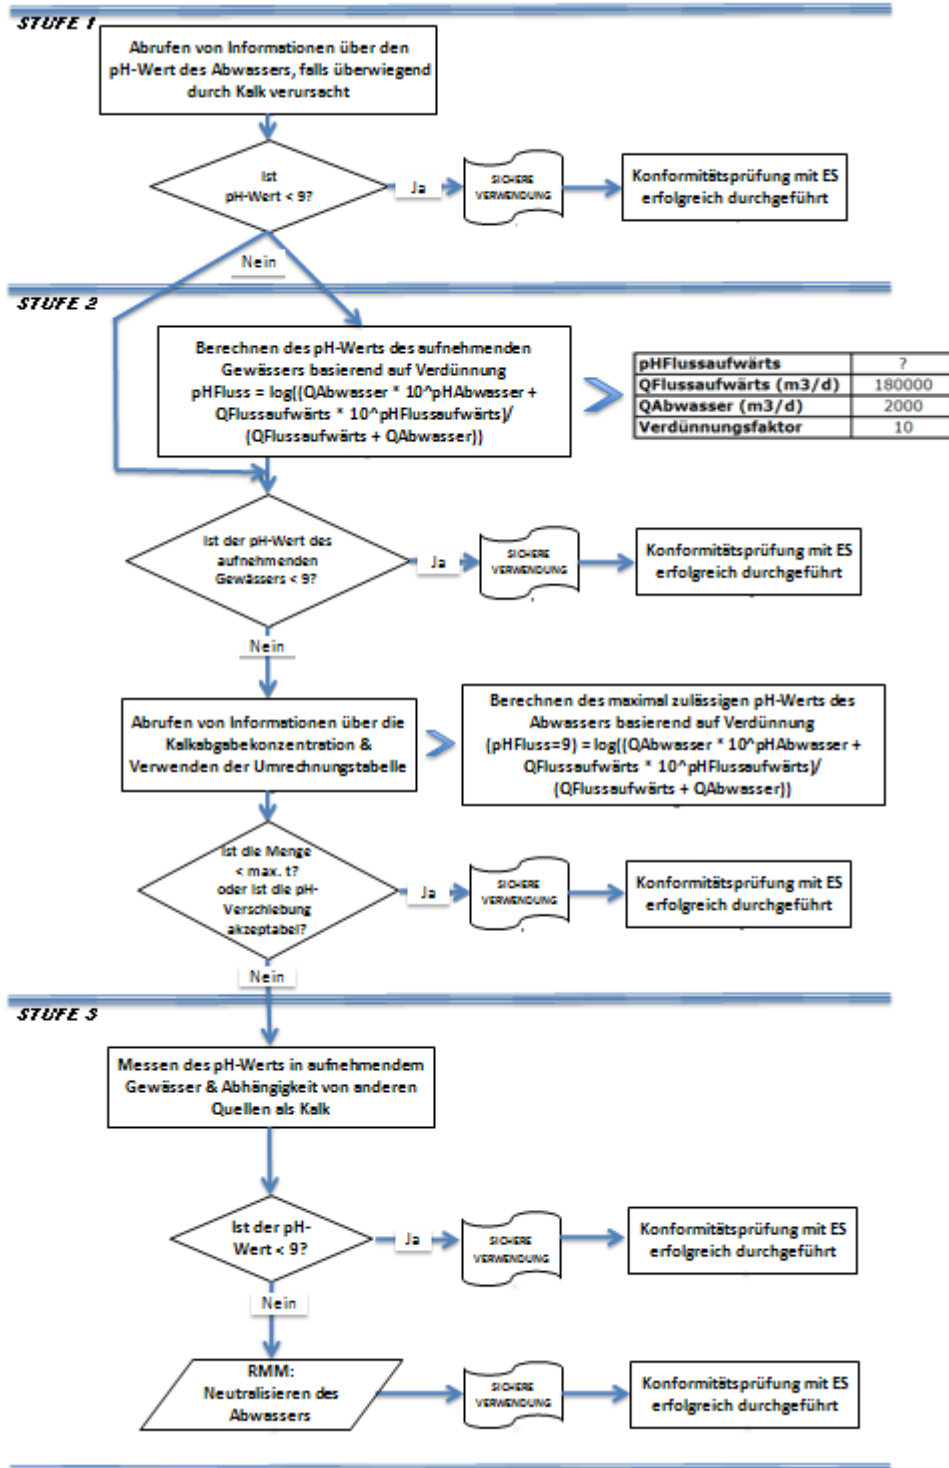 STUFE 1
Abrufen von Informationen über den
pH-Wert des Abwassers, falls überwiegend
durch Kalk verursacht
Ist
pH-Wert < 9?
Ja
SICHERE
VERWENDUNG
Konformitätsprüfung mit ES
erfolgreich durchgeführt
Nein
STUFE 2
Berechnen des pH-Werts des aufnehmenden
Gewässers basierend auf Verdünnung
pHFluss = log((QAbwasser * 10^pHAbwasser +
QFlussaufwärts * 10^pHFlussaufwärts)/
(QFlussaufwärts + QAbwasser))
pHFlussaufwärts ?
QFlussaufwärts (m3/d) 180000
QAbwasser (m3/d) 2000
Verdünnungsfaktor 10
Ist der pH-Wert des
aufnehmenden
Gewässers < 9?
Ja
SICHERE
VERWENDUNG
Konformitätsprüfung mit ES
erfolgreich durchgeführt
Nein
Abrufen von Informationen über die
Kalkabgabekonzentration &
Verwenden der Umrechnungstabelle
Berechnen des maximal zulässigen pH-Werts des
Abwassers basierend auf Verdünnung
(pHFluss=9) = log((QAbwasser * 10^pHAbwasser +
QFlussaufwärts * 10^pHFlussaufwärts)/
(QFlussaufwärts + QAbwasser))
Ist die Menge
< max. t?
oder ist die pH-
Verschiebung
akzeptabel?
Ja
SICHERE
VERWENDUNG
Konformitätsprüfung mit ES
erfolgreich durchgeführt
Nein
STUFE 3
Messen des pH-Werts in aufnehmendem
Gewässer & Abhängigkeit von anderen
Quellen als Kalk
Ist der pH-
Wert < 9?
Ja
SICHERE
VERWENDUNG
Konformitätsprüfung mit ES
erfolgreich durchgeführt
Nein
RMM:
Neutralisieren des
Abwassers
SICHERE
VERWENDUNG
Konformitätsprüfung mit ES
erfolgreich durchgeführt